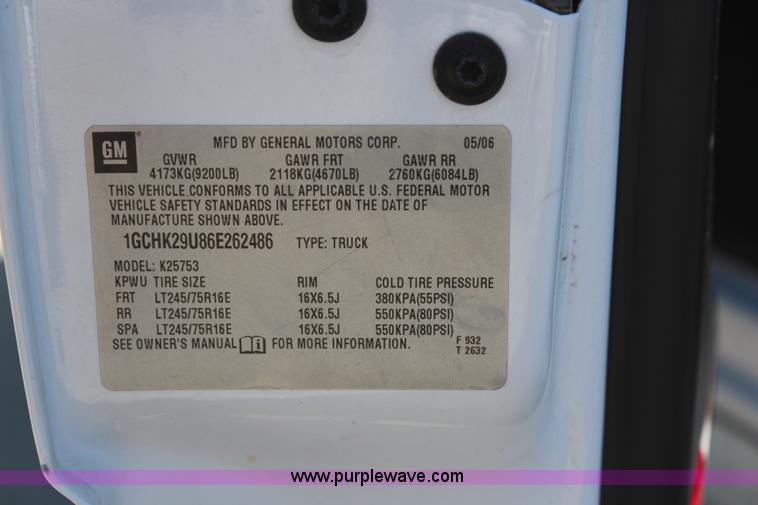 GM
MFD BY GENERAL MOTORS CORP. 05/06
GVWR GAWR FRT GAWR RR
4173KG(9200LB) 2118KG(4670LB) 2760KG(6084LB)
THIS VEHICLE CONFORMS TO ALL APPLICABLE U.S. FEDERAL MOTOR
VEHICLE SAFETY STANDARDS IN EFFECT ON THE DATE OF
MANUFACTURE SHOWN ABOVE.
1GCHK29U86E262486 TYPE: TRUCK
MODEL: K25753
KPWU TIRE SIZE RIM COLD TIRE PRESSURE
FRT LT245/75R16E 16X6.5J 380KPA(55PSI)
RR LT245/75R16E 16X6.5J 550KPA(80PSI)
SPA LT245/75R16E 16X6.5J 550KPA(80PSI)
SEE OWNER'S MANUAL FOR MORE INFORMATION.
F 932
T 2632
www.purplewave.com